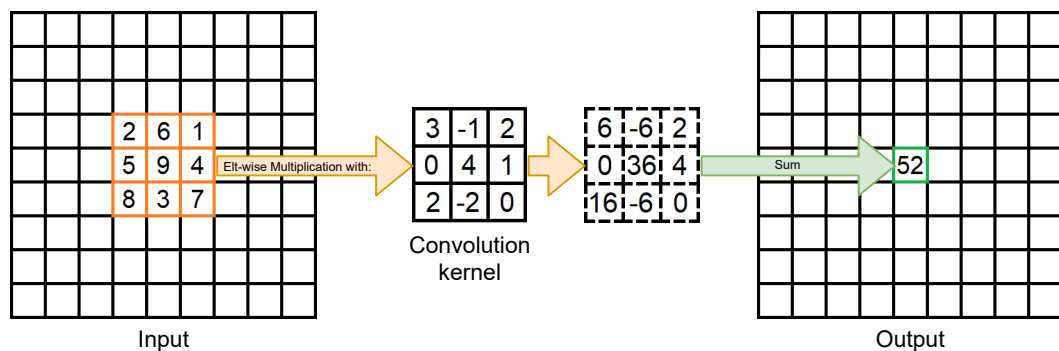 2 6 1
5 9 4
8 3 7
Input
Elt-wise Multiplication with:
3 -1 2
0 4 1
2 -2 0
Convolution
kernel
6 -6 2
0 36 4
16 -6 0
Sum
52
Output